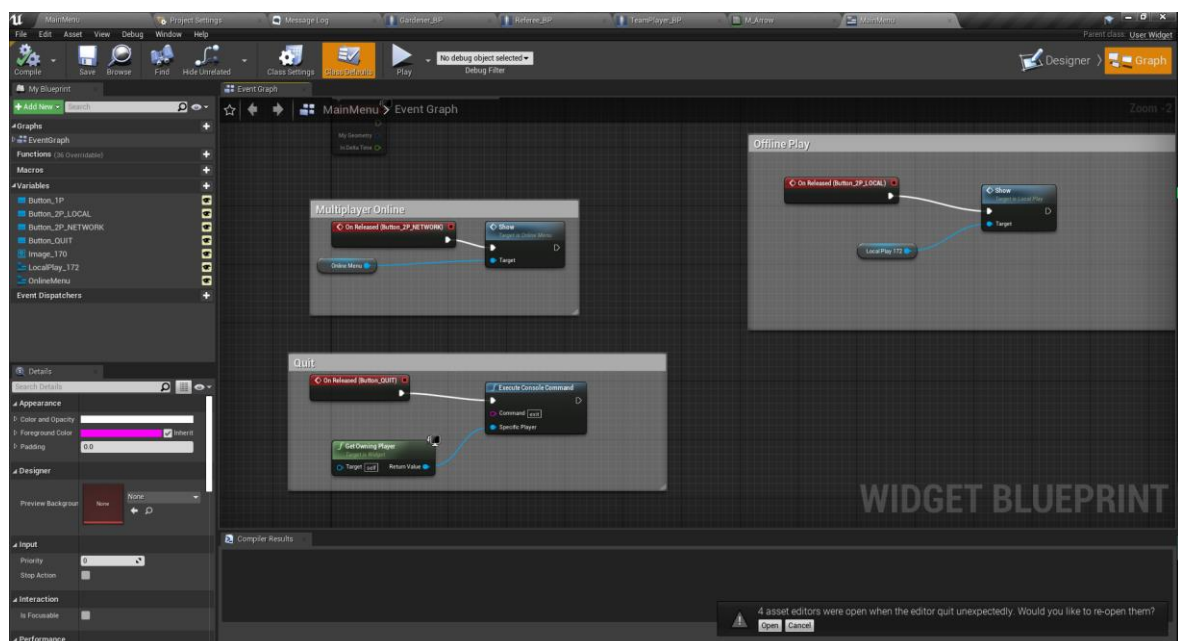 MainMenu
Project Settings
Message Log
Gardener_BP
Referee_BP
TeamPlayer_BP
M_Arrow
MainMenu
File Edit Asset View Debug Window Help
Parent class: User Widget
Compile
Save
Browse
Find
Hide Unrelated
Class Settings
Class Defaults
Play
No debug object selected
Debug Filter
Designer
Graph
My Blueprint
+Add New
Search
Graphs
EventGraph
Functions (36 Overridable)
Macros
Variables
Button_1P
Button_2P_LOCAL
Button_2P_NETWORK
Button_QUIT
Image_170
LocalPlay_172
OnlineMenu
Event Dispatchers
Details
Search Details
Appearance
Color and Opacity
Foreground Color
Inherit
Padding
0.0
Designer
Preview Backgroun
None
None
Input
Priority
0
Stop Action
Interaction
Is Focusable
Performance
Event Graph
MainMenu > Event Graph
Zoom -2
My Geometry
In Delta Time
Multiplayer Online
On Released (Button_2P_NETWORK)
Show
Target is Online Menu
Target
Online Menu
Offline Play
On Released (Button_2P_LOCAL)
Show
Target is Local Play
Target
Local Play 172
Quit
On Released (Button_QUIT)
Execute Console Command
Command exit
Specific Player
Get Owning Player
Target is Widget
Target self
Return Value
WIDGET BLUEPRINT
Compiler Results
4 asset editors were open when the editor quit unexpectedly. Would you like to re-open them?
Open Cancel